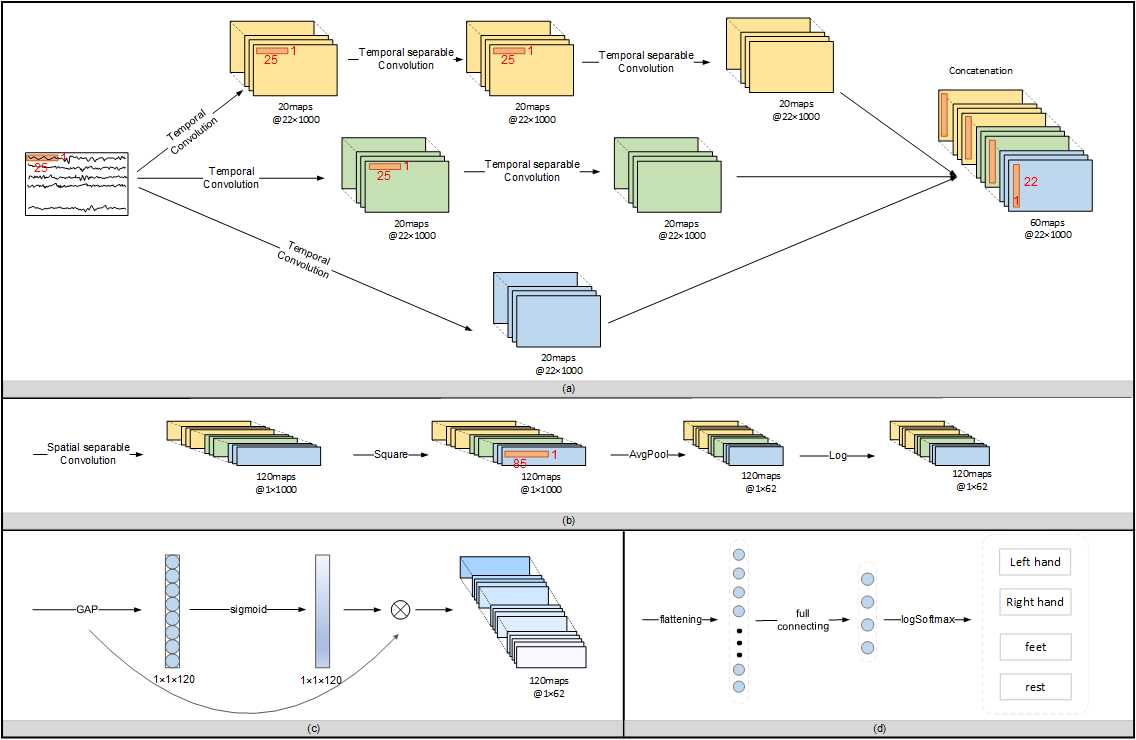 1
25
Temporal separable
Convolution
1
25
Temporal separable
Convolution
20maps
@22×1000
20maps
@22×1000
20maps
@22×1000
Concatenation
Temporal
Convolution
1
25
Temporal
Convolution
1
25
Temporal separable
Convolution
20maps
@22×1000
20maps
@22×1000
22
1
60maps
@22×1000
Temporal
Convolution
20maps
@22×1000
(a)
Spatial separable
Convolution
120maps
@1×1000
Square
1
85
120maps
@1×1000
AvgPool
120maps
@1×62
Log
120maps
@1×62
(b)
GAP
1×1×120
sigmoid
1×1×120
120maps
@1×62
(c)
flattening
full
connecting
logSoftmax
Left hand
Right hand
feet
rest
(d)